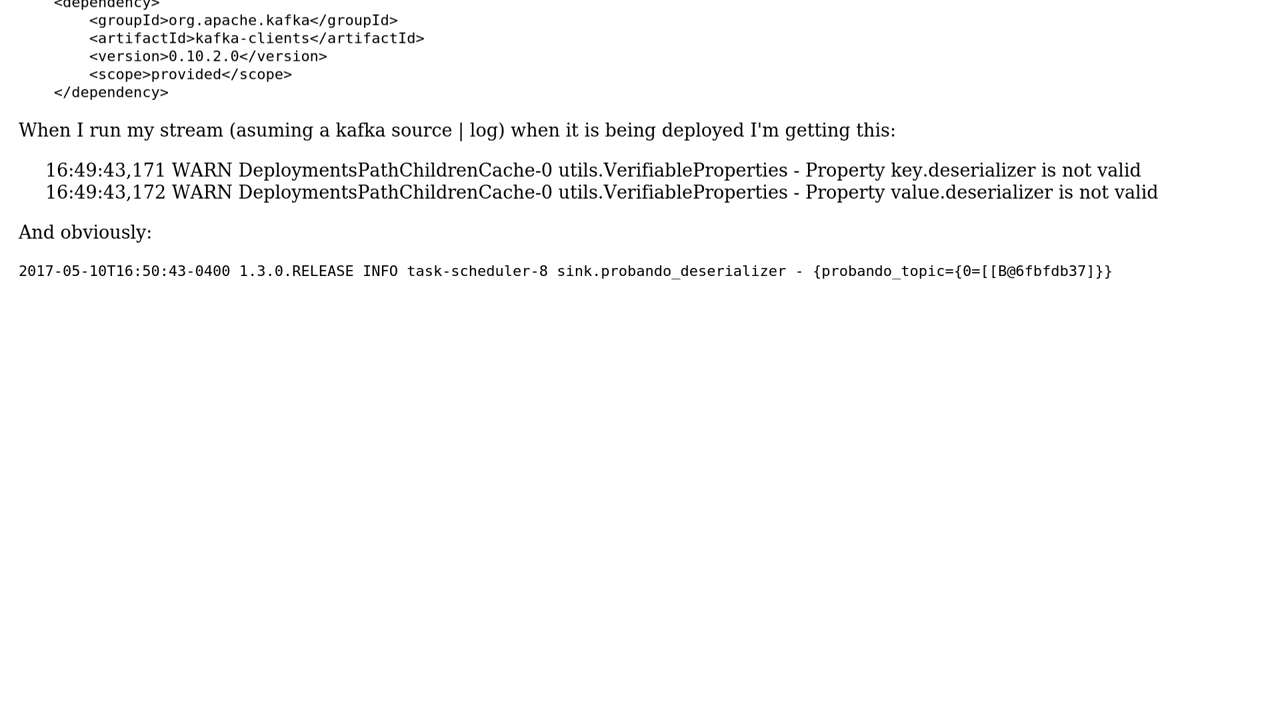 <dependency>
<groupId>org.apache.kafka</groupId>
<artifactId>kafka-clients</artifactId>
<version>0.10.2.0</version>
<scope>provided</scope>
</dependency>
When I run my stream (asuming a kafka source | log) when it is being deployed I'm getting this:
16:49:43,171 WARN DeploymentsPathChildrenCache-0 utils.VerifiableProperties - Property key.deserializer is not valid
16:49:43,172 WARN DeploymentsPathChildrenCache-0 utils.VerifiableProperties - Property value.deserializer is not valid
And obviously:
2017-05-10T16:50:43-0400 1.3.0.RELEASE INFO task-scheduler-8 sink.probando_deserializer - {probando_topic={0=[[B@6fbfdb37]}}